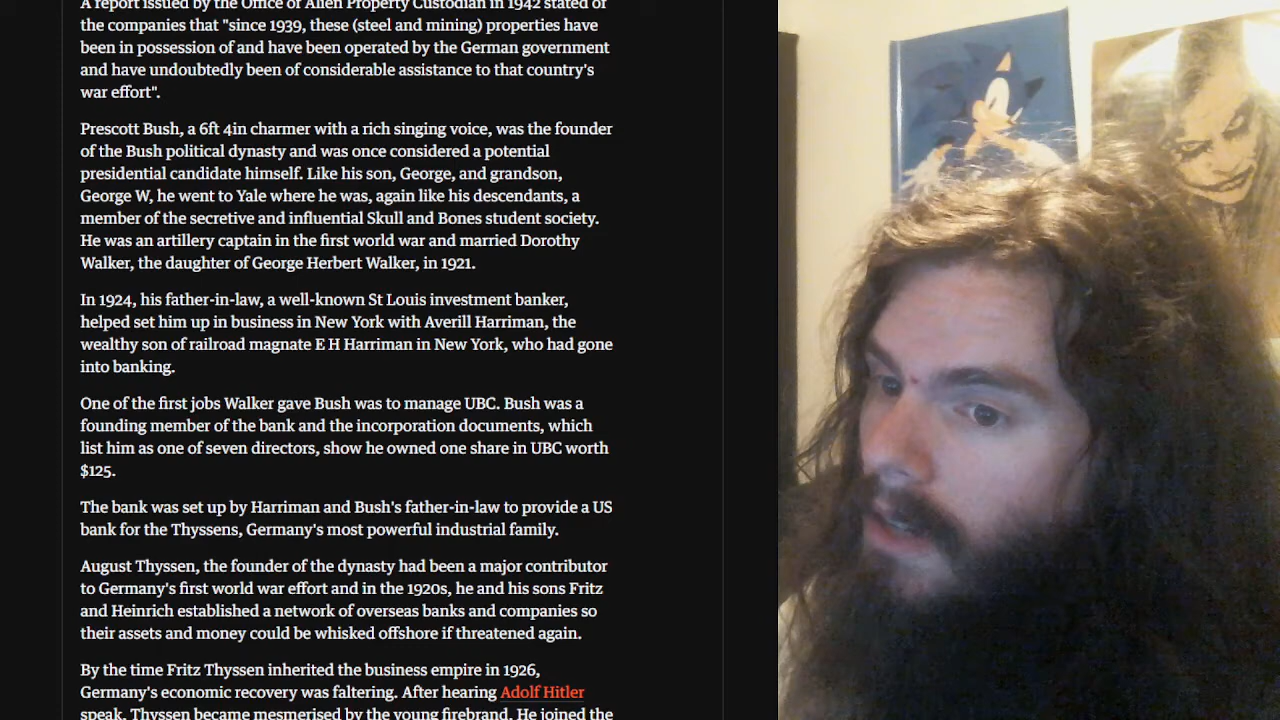 A report issued by the Office of Alien Property Custodian in 1942 stated of
the companies that "since 1939, these (steel and mining) properties have
been in possession of and have been operated by the German government
and have undoubtedly been of considerable assistance to that country's
war effort".
Prescott Bush, a 6ft 4in charmer with a rich singing voice, was the founder
of the Bush political dynasty and was once considered a potential
presidential candidate himself. Like his son, George, and grandson,
George W, he went to Yale where he was, again like his descendants, a
member of the secretive and influential Skull and Bones student society.
He was an artillery captain in the first world war and married Dorothy
Walker, the daughter of George Herbert Walker, in 1921.
In 1924, his father-in-law, a well-known St Louis investment banker,
helped set him up in business in New York with Averill Harriman, the
wealthy son of railroad magnate E H Harriman in New York, who had gone
into banking.
One of the first jobs Walker gave Bush was to manage UBC. Bush was a
founding member of the bank and the incorporation documents, which
list him as one of seven directors, show he owned one share in UBC worth
$125.
The bank was set up by Harriman and Bush's father-in-law to provide a US
bank for the Thyssens, Germany's most powerful industrial family.
August Thyssen, the founder of the dynasty had been a major contributor
to Germany's first world war effort and in the 1920s, he and his sons Fritz
and Heinrich established a network of overseas banks and companies so
their assets and money could be whisked offshore if threatened again.
By the time Fritz Thyssen inherited the business empire in 1926,
Germany's economic recovery was faltering. After hearing Adolf Hitler
speak, Thyssen became mesmerised by the young firebrand. He joined the